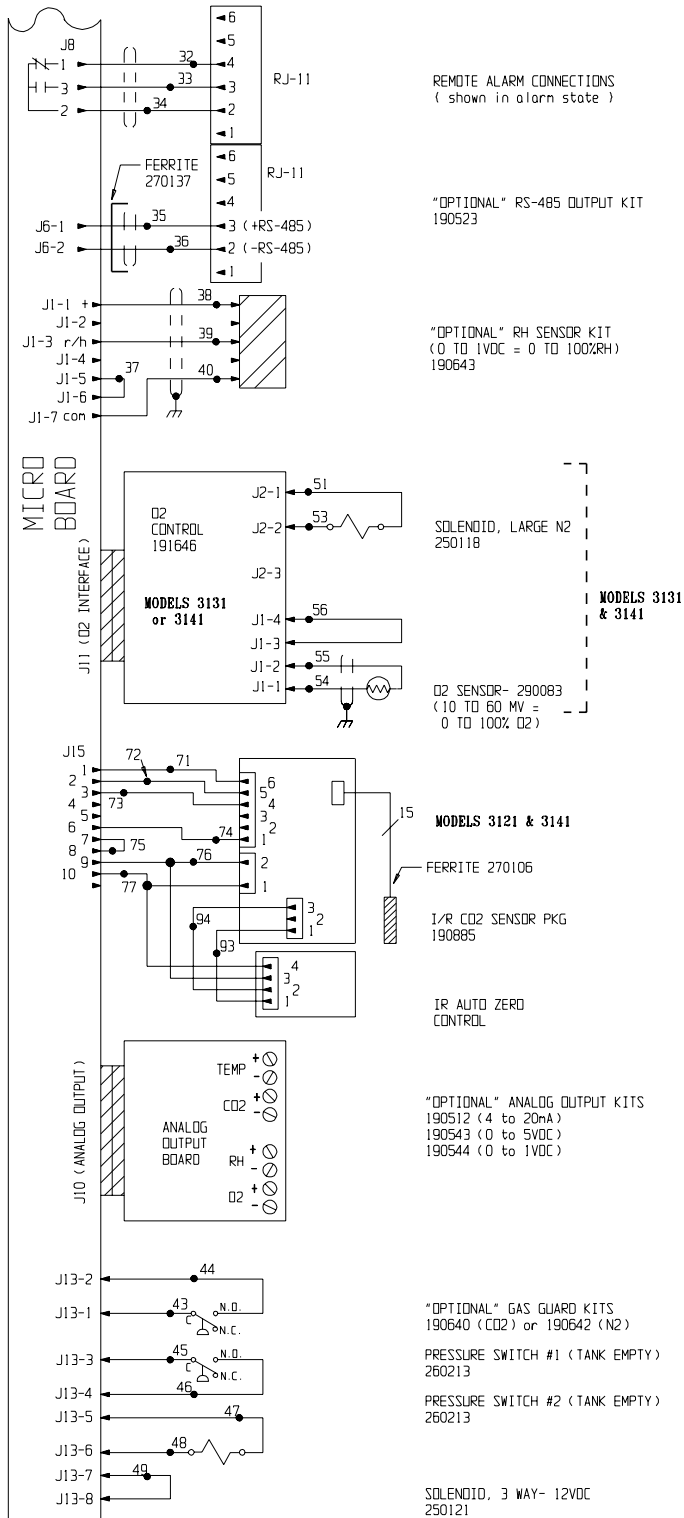 J8
1
3
2
32
33
34
6
5
4
3
2
1
RJ-11
REMOTE ALARM CONNECTIONS
( shown in alarm state )
FERRITE
270137
J6-1
J6-2
35
36
6
5
4
3 (+RS-485)
2 (-RS-485)
1
RJ-11
"OPTIONAL" RS-485 OUTPUT KIT
190523
J1-1 +
J1-2
J1-3 r/h
J1-4
J1-5
J1-6
J1-7 com
38
39
37
40
"OPTIONAL" RH SENSOR KIT
(0 TO 1VDC = 0 TO 100%RH)
190643
MICRO
BOARD
J11 (O2 INTERFACE)
O2
CONTROL
191646
MODELS 3131
or 3141
J2-1
J2-2
J2-3
J1-4
J1-3
J1-2
J1-1
51
53
56
55
54
SOLENOID, LARGE N2
250118
MODELS 3131
& 3141
O2 SENSOR- 290083
(10 TO 60 MV =
0 TO 100% O2)
J15
1
2
3
4
5
6
7
8
9
10
72
71
73
74
75
76
77
94
93
6
5
4
3
2
1
2
1
3
2
1
4
3
2
1
15
MODELS 3121 & 3141
FERRITE 270106
I/R CO2 SENSOR PKG
190885
IR AUTO ZERO
CONTROL
J10 (ANALOG OUTPUT)
ANALOG
OUTPUT
BOARD
TEMP + -
CO2 + -
RH + -
O2 + -
"OPTIONAL" ANALOG OUTPUT KITS
190512 (4 to 20mA)
190543 (0 to 5VDC)
190544 (0 to 1VDC)
J13-2
J13-1
J13-3
J13-4
J13-5
J13-6
J13-7
J13-8
44
43
C
N.O.
N.C.
45
C
N.O.
N.C.
46
47
48
49
"OPTIONAL" GAS GUARD KITS
190640 (CO2) or 190642 (N2)
PRESSURE SWITCH #1 (TANK EMPTY)
260213
PRESSURE SWITCH #2 (TANK EMPTY)
260213
SOLENOID, 3 WAY- 12VDC
250121